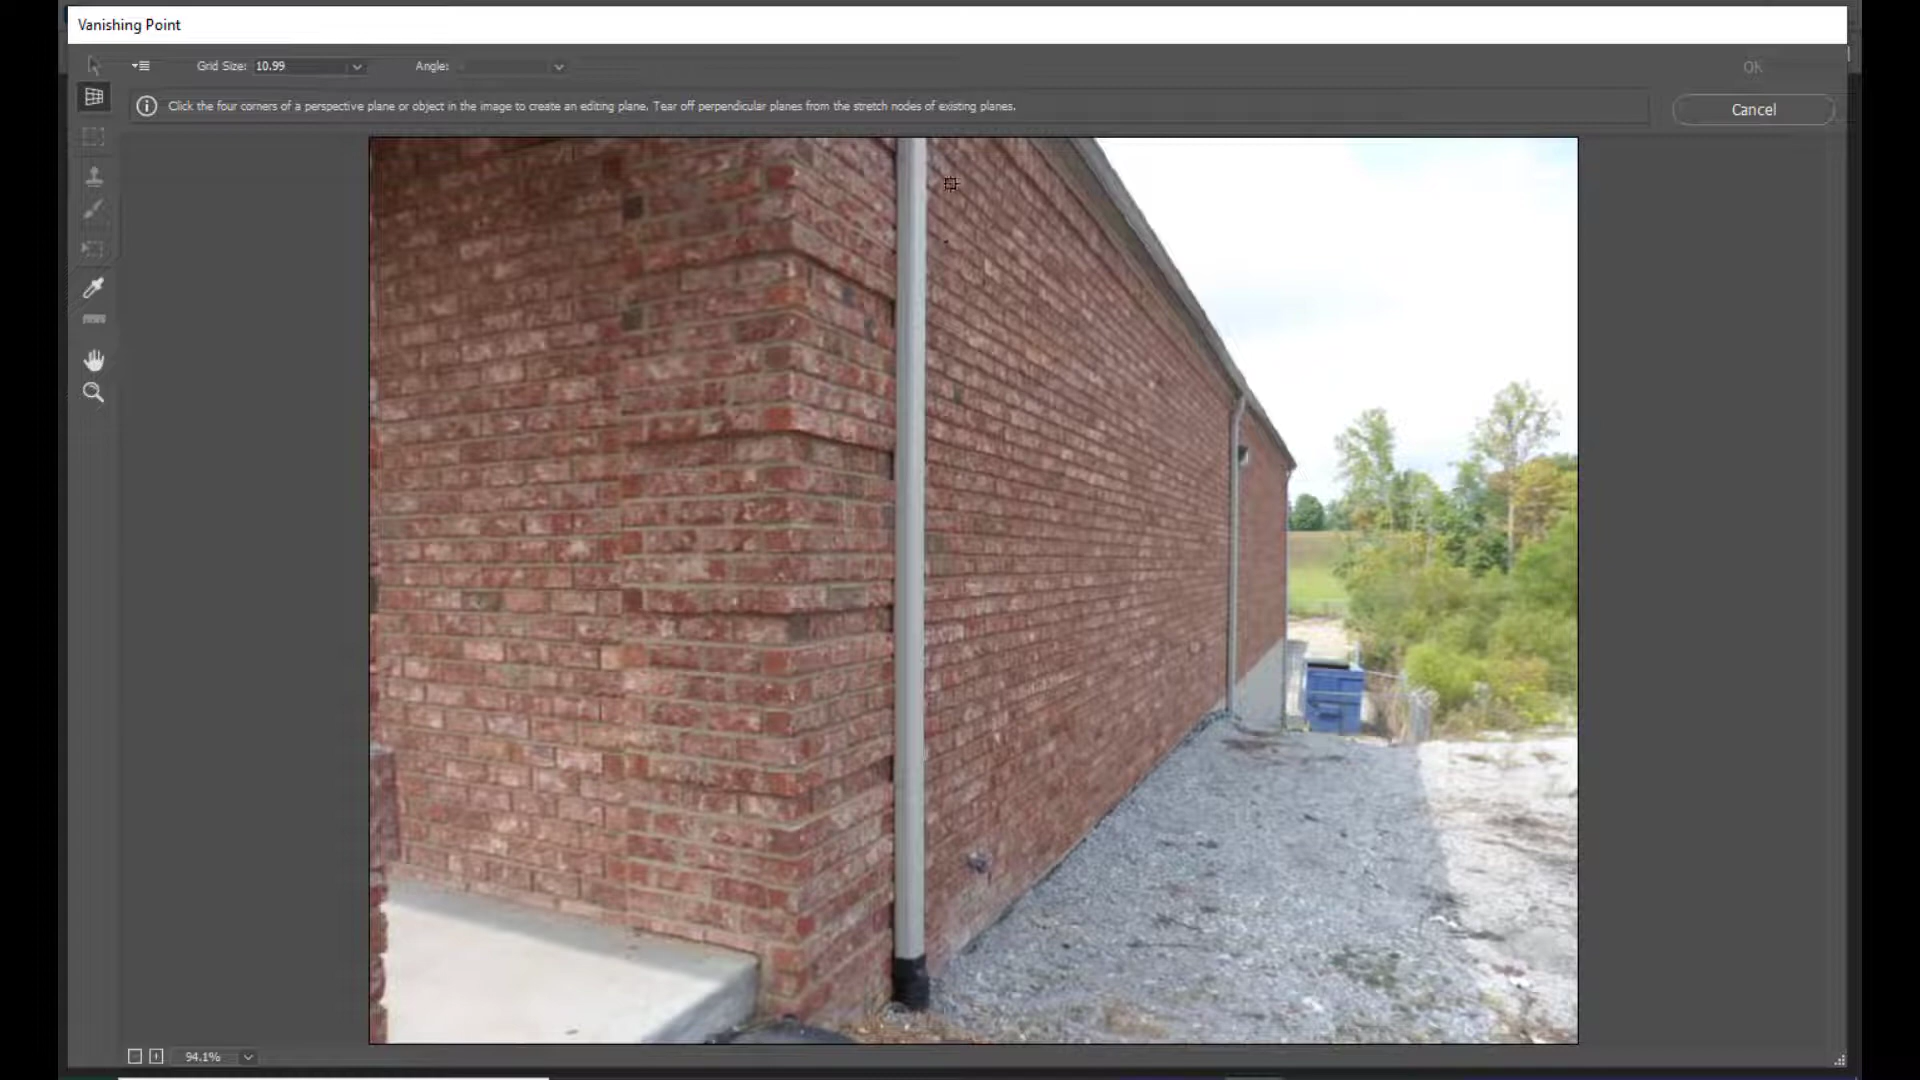 Vanishing Point
Grid Size: 10.99
Angle:
OK
Click the four corners of a perspective plane or object in the image to create an editing plane. Tear off perpendicular planes from the stretch nodes of existing planes.
Cancel
94.1%